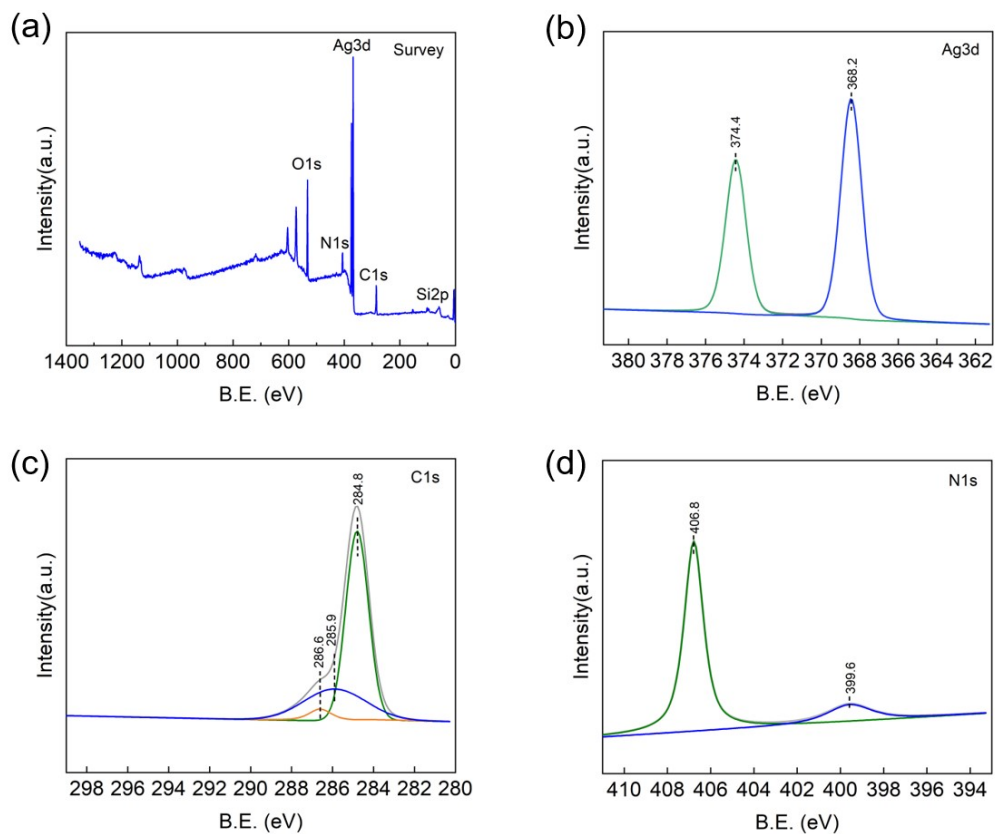 (a)
Ag3d
Survey
O1s
N1s
C1s
Si2p
Intensity(a.u.)
1400 1200 1000 800 600 400 200 0
B.E. (eV)
(b)
Ag3d
374.4
368.2
Intensity(a.u.)
380 378 376 374 372 370 368 366 364 362
B.E. (eV)
(c)
C1s
286.6
285.9
284.8
Intensity(a.u.)
298 296 294 292 290 288 286 284 282 280
B.E. (eV)
(d)
N1s
406.8
399.6
Intensity(a.u.)
410 408 406 404 402 400 398 396 394
B.E. (eV)